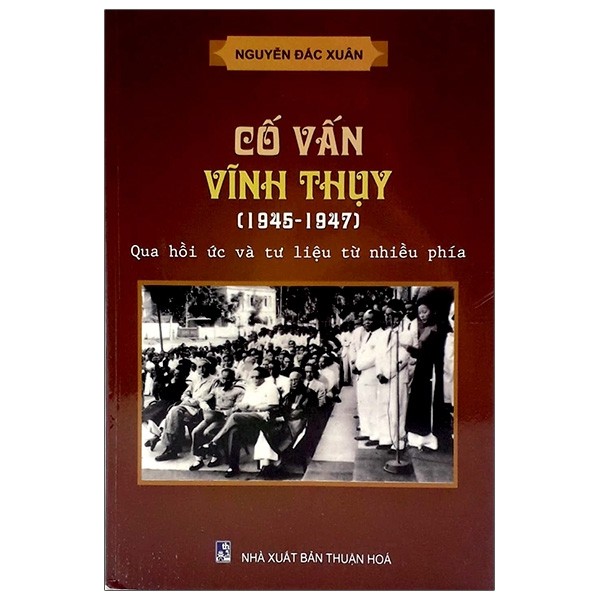 NGUYỄN ĐẮC XUÂN
CỐ VẤN
VĨNH THỤY
(1945-1947)
Qua hồi ức và tư liệu từ nhiều phía
th
NHÀ XUẤT BẢN THUẬN HOÁ